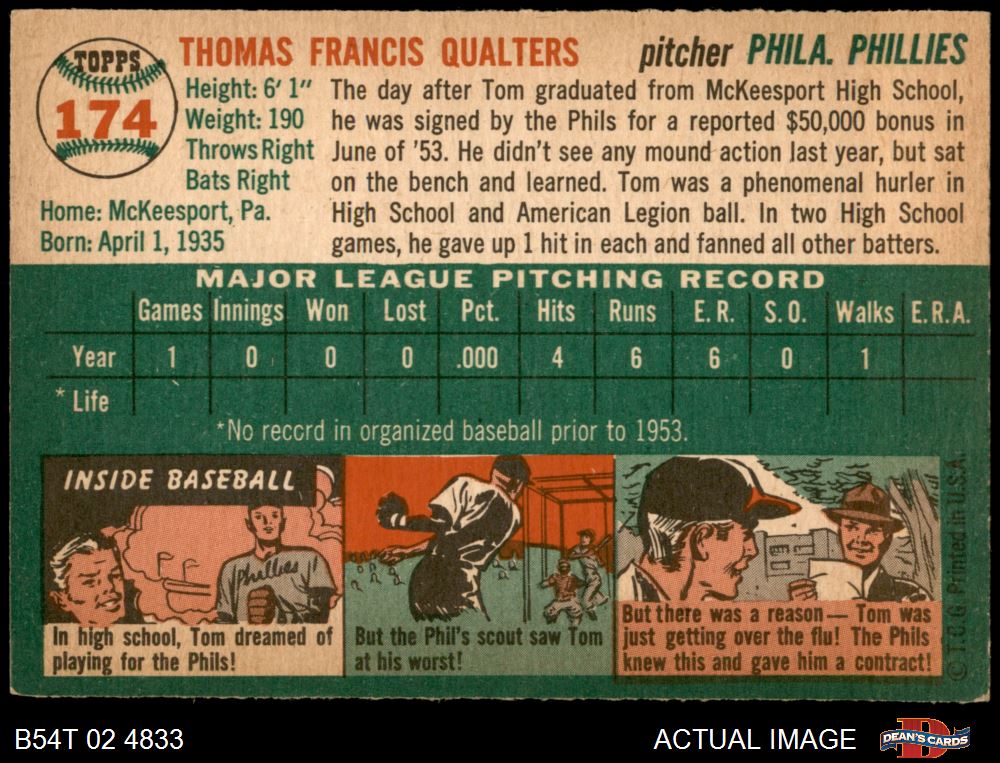 TOPPS
174
THOMAS FRANCIS QUALTERS
pitcher PHILA. PHILLIES
Height: 6' 1"
Weight: 190
Throws Right
Bats Right
Home: McKeesport, Pa.
Born: April 1, 1935
The day after Tom graduated from McKeesport High School,
he was signed by the Phils for a reported $50,000 bonus in
June of '53. He didn't see any mound action last year, but sat
on the bench and learned. Tom was a phenomenal hurler in
High School and American Legion ball. In two High School
games, he gave up 1 hit in each and fanned all other batters.
MAJOR LEAGUE PITCHING RECORD
Games Innings Won Lost Pct. Hits Runs E. R. S. O. Walks E.R.A.
Year 1 0 0 0 .000 4 6 6 0 1
* Life
*No record in organized baseball prior to 1953.
INSIDE BASEBALL
Phillies
In high school, Tom dreamed of
playing for the Phils!
But the Phil's scout saw Tom
at his worst!
But there was a reason— Tom was
just getting over the flu! The Phils
knew this and gave him a contract!
© T.C.G. Printed in U.S.A.
B54T 02 4833
ACTUAL IMAGE
D
DEAN'S CARDS